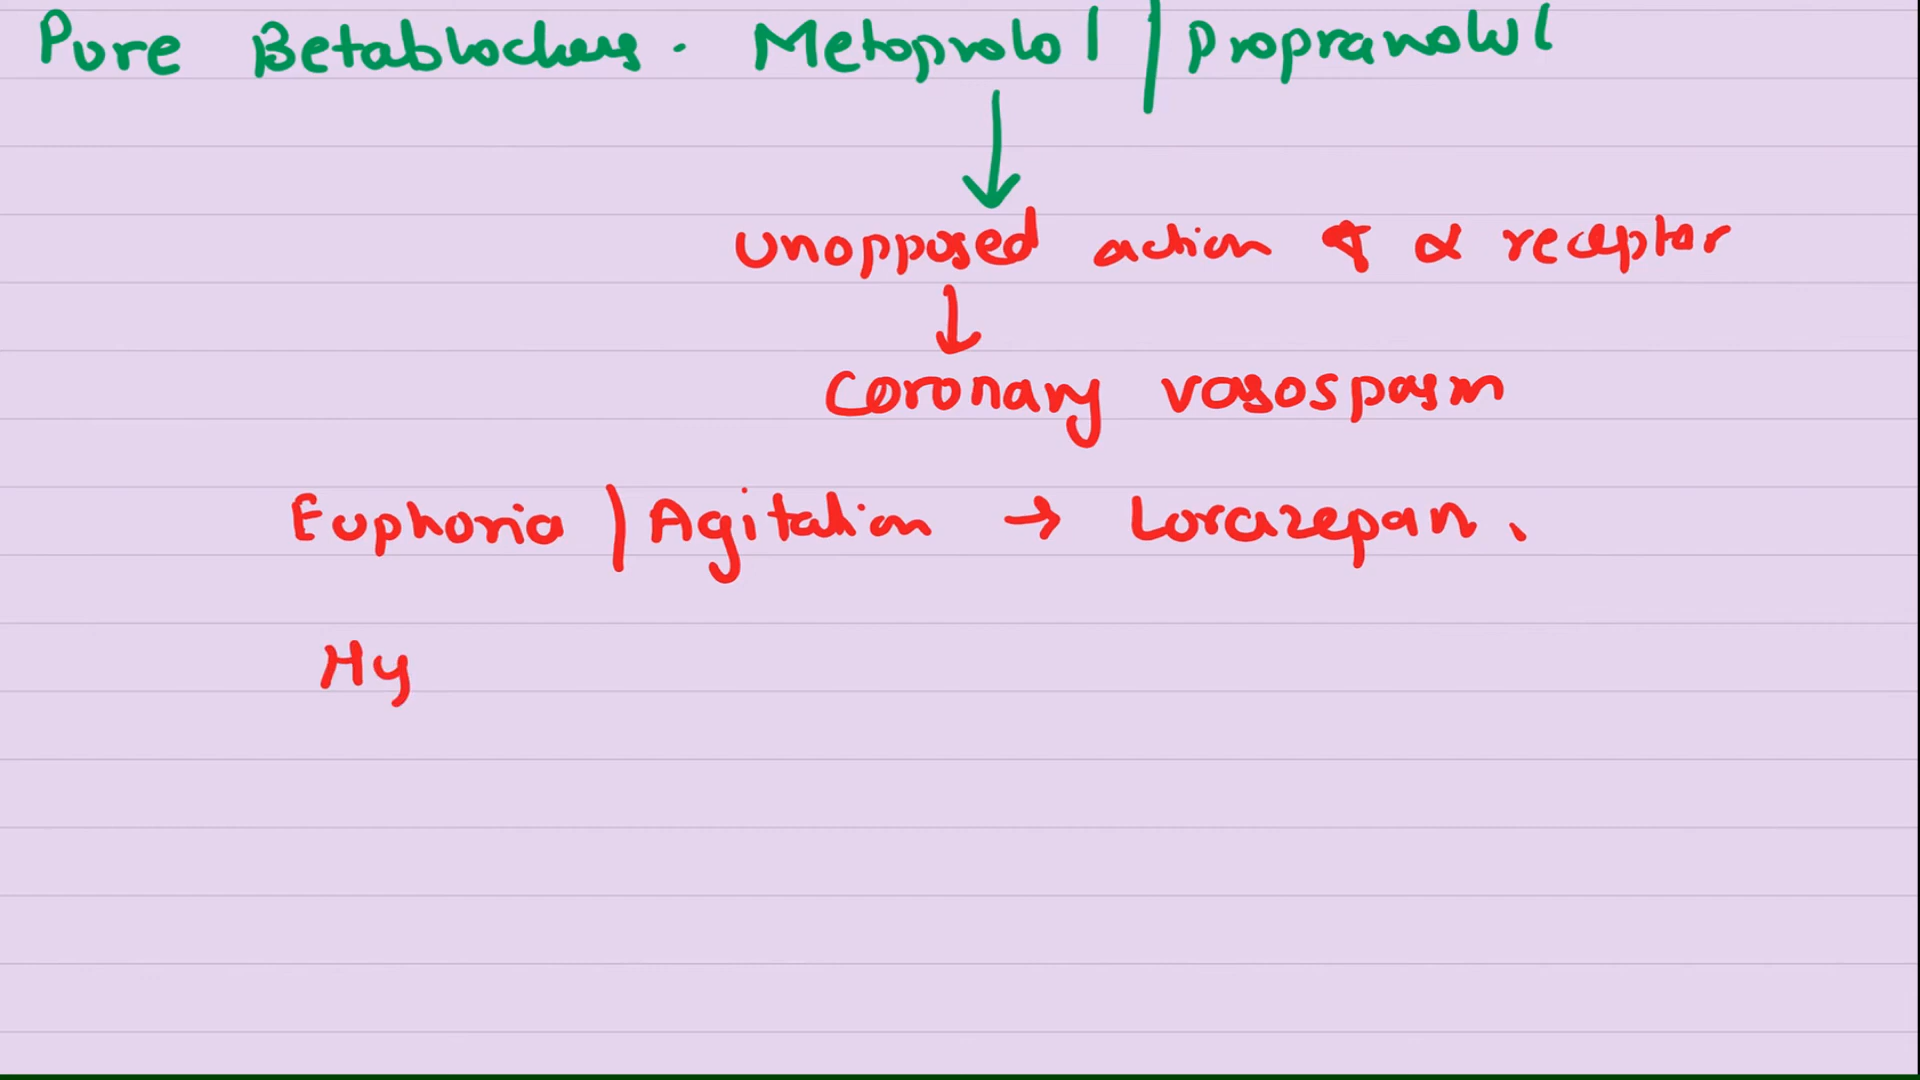 Pure Betablockers. Metoprolol | Propranolol
↓
Unopposed action of α receptor
↓
Coronary vasospasm
Euphoria | Agitation → Lorazepam.
Hy